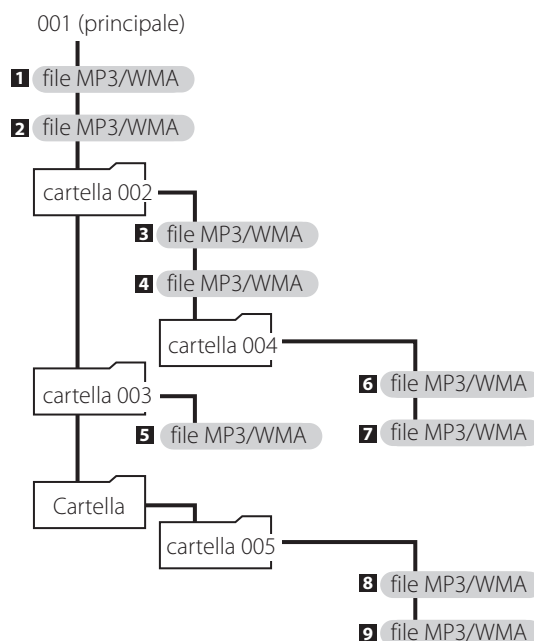 001 (principale)
1 file MP3/WMA
2 file MP3/WMA
cartella 002
3 file MP3/WMA
4 file MP3/WMA
cartella 004
cartella 003
6 file MP3/WMA
5 file MP3/WMA
7 file MP3/WMA
Cartella
cartella 005
8 file MP3/WMA
9 file MP3/WMA